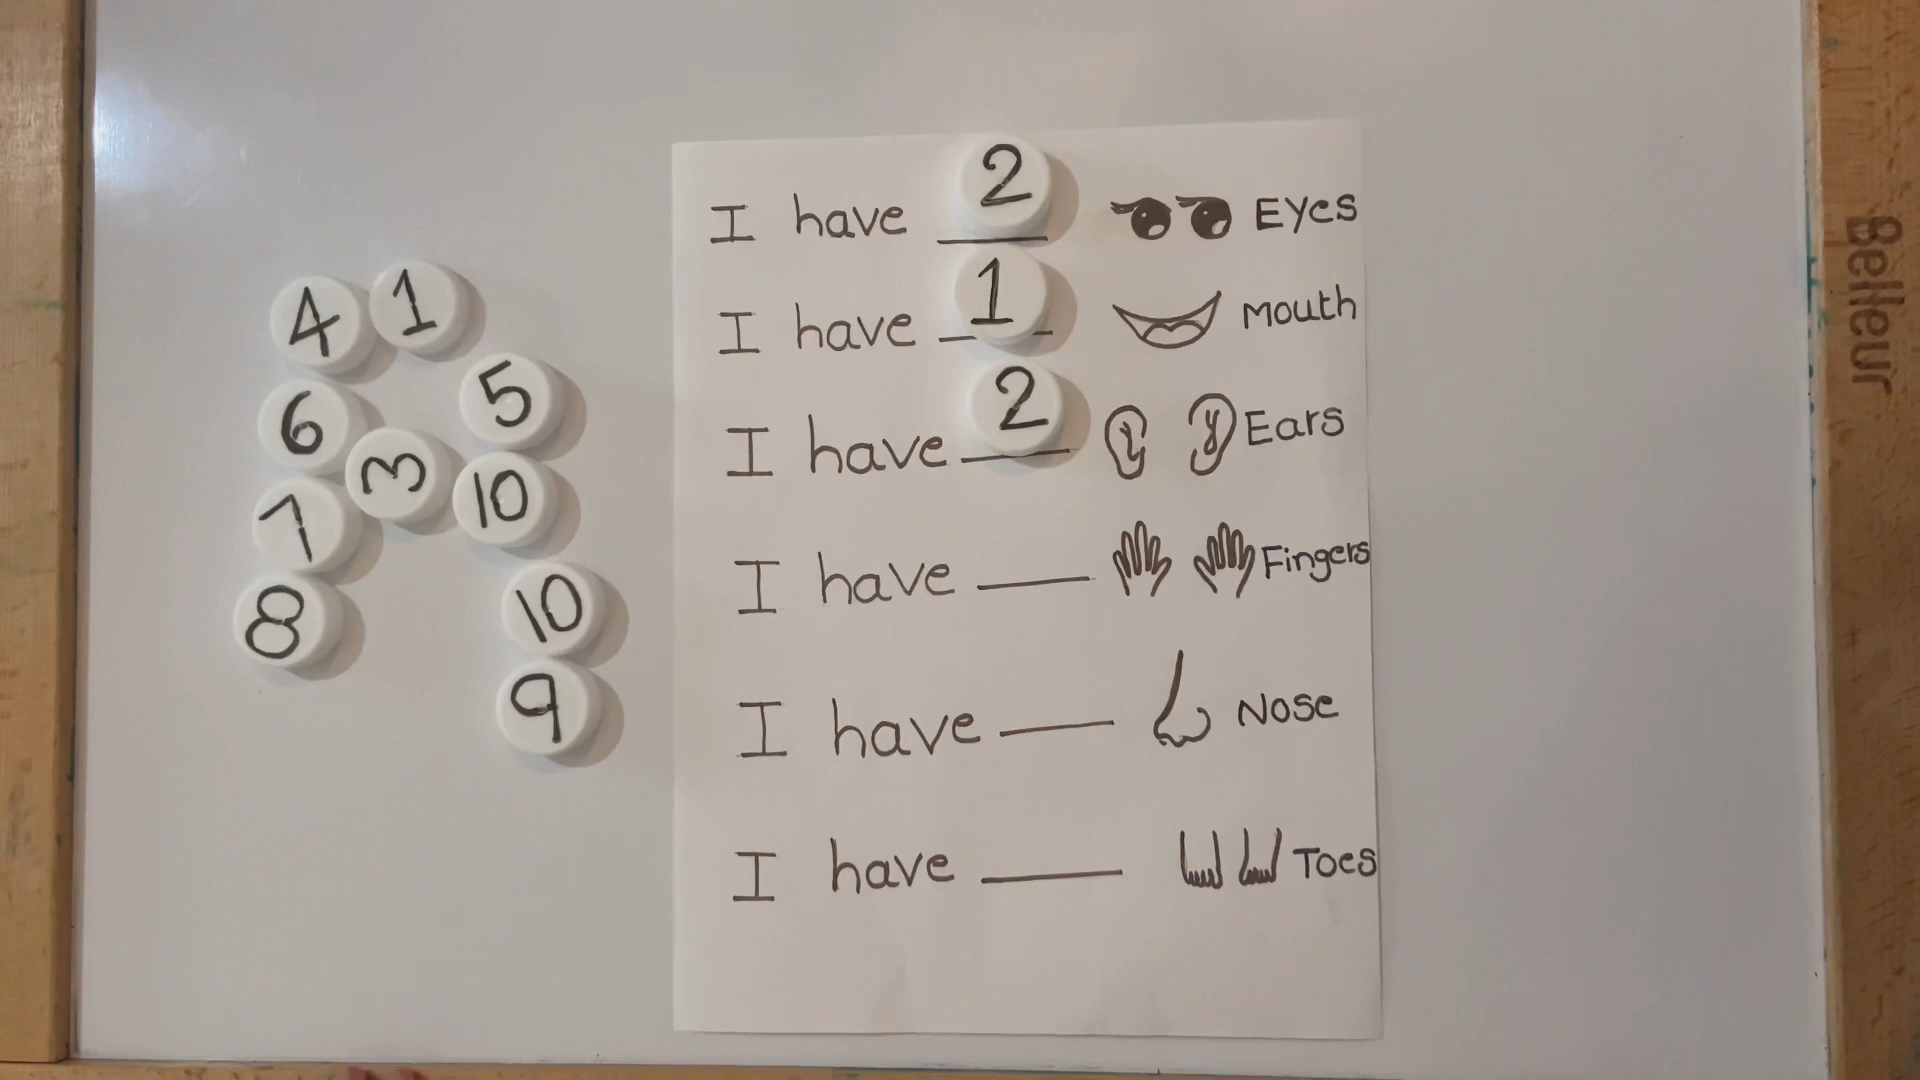 4 1
6 5
3
7 10
8 10
9
I have 2 Eyes
I have 1 Mouth
I have 2 Ears
I have ___ Fingers
I have ___ Nose
I have ___ Toes
Belleur